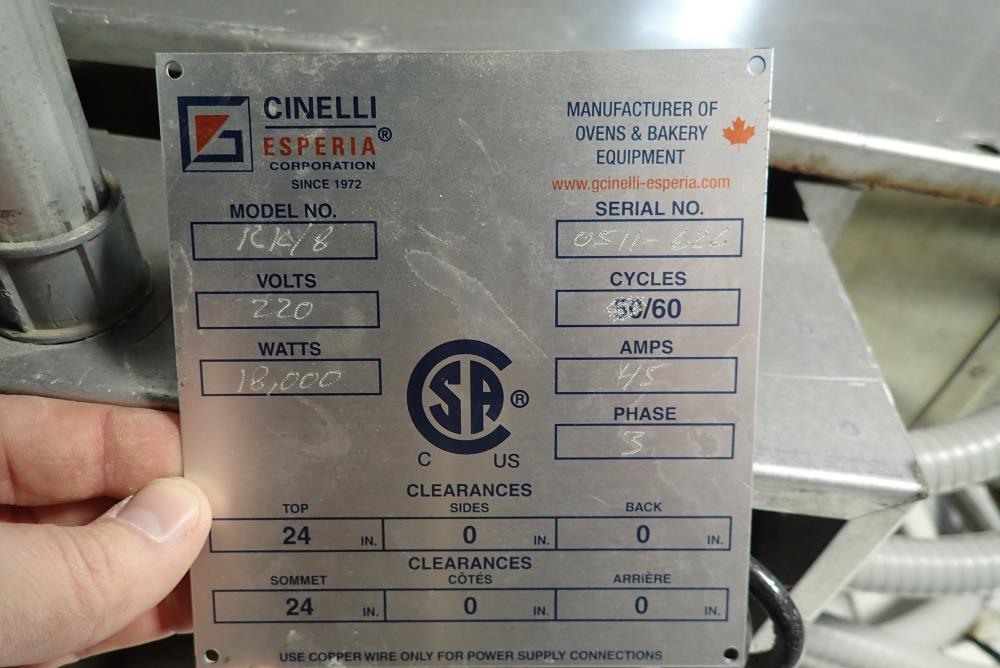 CINELLI
ESPERIA®
CORPORATION
SINCE 1972
MANUFACTURER OF
OVENS & BAKERY
EQUIPMENT
www.gcinelli-esperia.com
MODEL NO.
SERIAL NO.
0511-626
VOLTS
220
CYCLES
50/60
WATTS
18,000
AMPS
45
PHASE
3
CSA®
C US
CLEARANCES
TOP SIDES BACK
24 IN. 0 IN. 0 IN.
CLEARANCES
SOMMET CÔTÉS ARRIÈRE
24 IN. 0 IN. 0 IN.
USE COPPER WIRE ONLY FOR POWER SUPPLY CONNECTIONS